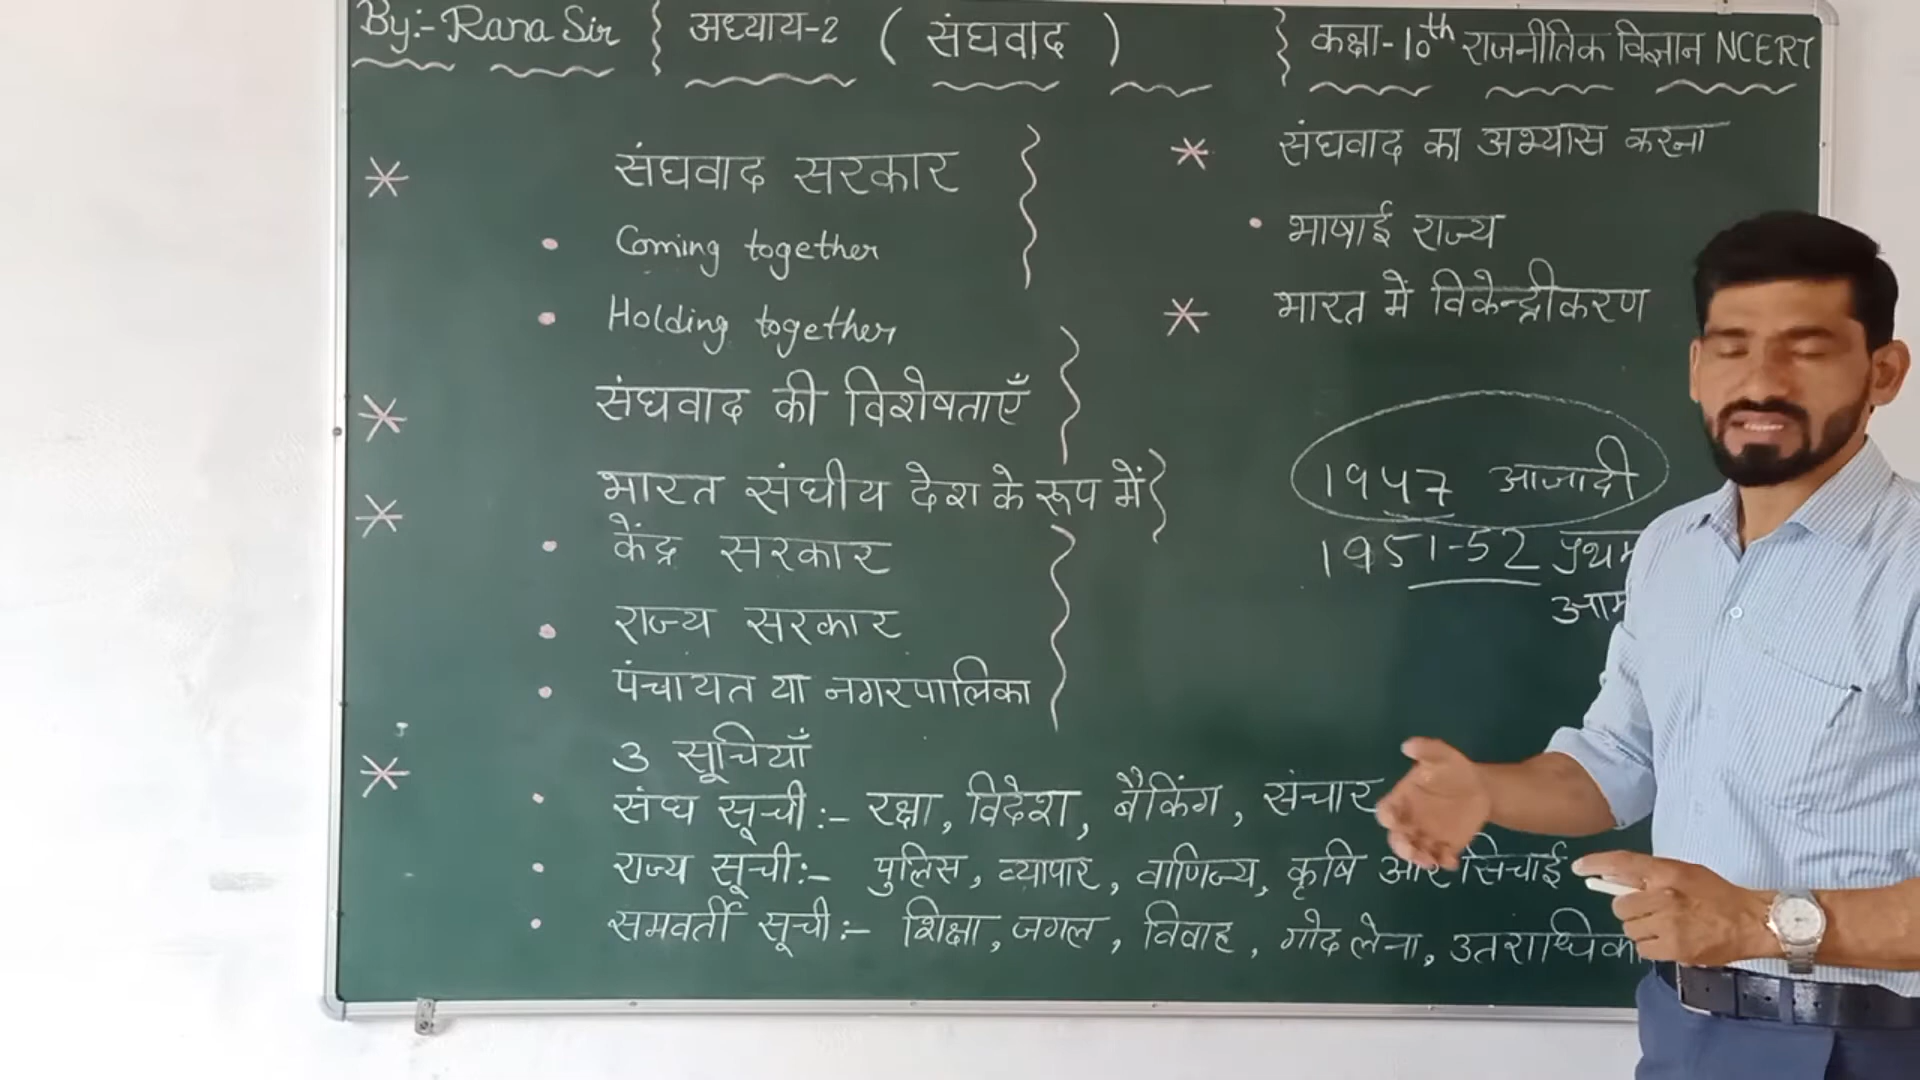 By:- Rana Sir } अध्याय-2 ( संघवाद ) } कक्षा-10th राजनीतिक विज्ञान NCERT
* संघवाद सरकार
• Coming together
• Holding together
* संघवाद की विशेषताएँ
* भारत संघीय देश के रूप में
• केंद्र सरकार
• राज्य सरकार
• पंचायत या नगरपालिका
* 3 सूचियाँ
• संघ सूची:- रक्षा, विदेश, बैंकिंग, संचार
• राज्य सूची:- पुलिस, व्यापार, वाणिज्य, कृषि और सिचाई
• समवर्ती सूची:- शिक्षा, जगल, विवाह, गोद लेना,
* संघवाद का अभ्यास करना
• भाषाई राज्य
* भारत में विकेन्द्रीकरण
1947 आजादी
1951-52 प्रथम